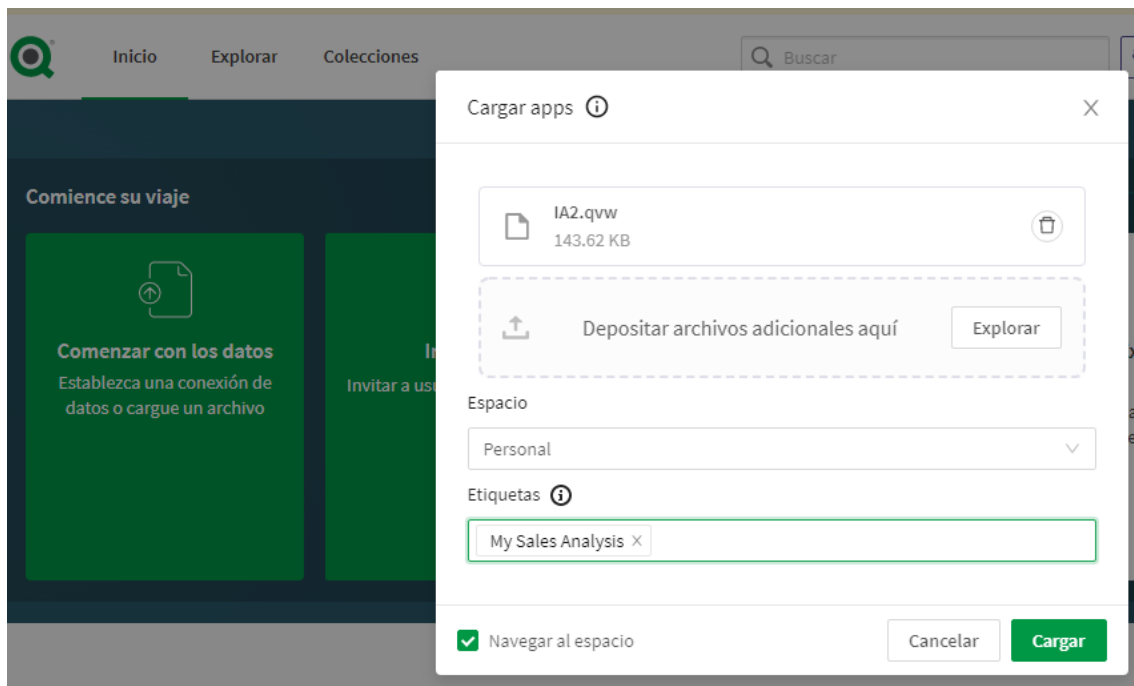 Inicio Explorar Colecciones Buscar
Cargar apps
Comience su viaje
IA2.qvw
143.62 KB
Depositar archivos adicionales aquí Explorar
Comenzar con los datos
Establezca una conexión de
datos o cargue un archivo
Invitar a
Espacio
Personal
Etiquetas
My Sales Analysis
Navegar al espacio Cancelar Cargar